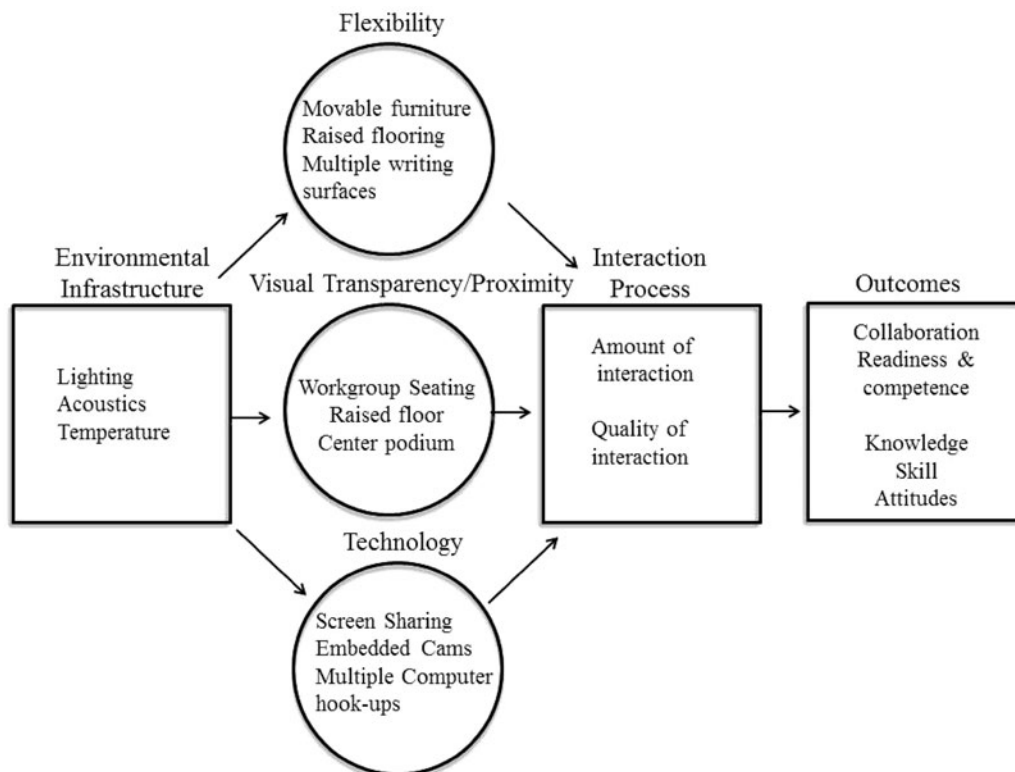 Flexibility
Movable furniture
Raised flooring
Multiple writing
surfaces
Environmental
Infrastructure
Lighting
Acoustics
Temperature
Visual Transparency/Proximity
Workgroup Seating
Raised floor
Center podium
Technology
Screen Sharing
Embedded Cams
Multiple Computer
hook-ups
Interaction
Process
Amount of
interaction
Quality of
interaction
Outcomes
Collaboration
Readiness &
competence
Knowledge
Skill
Attitudes